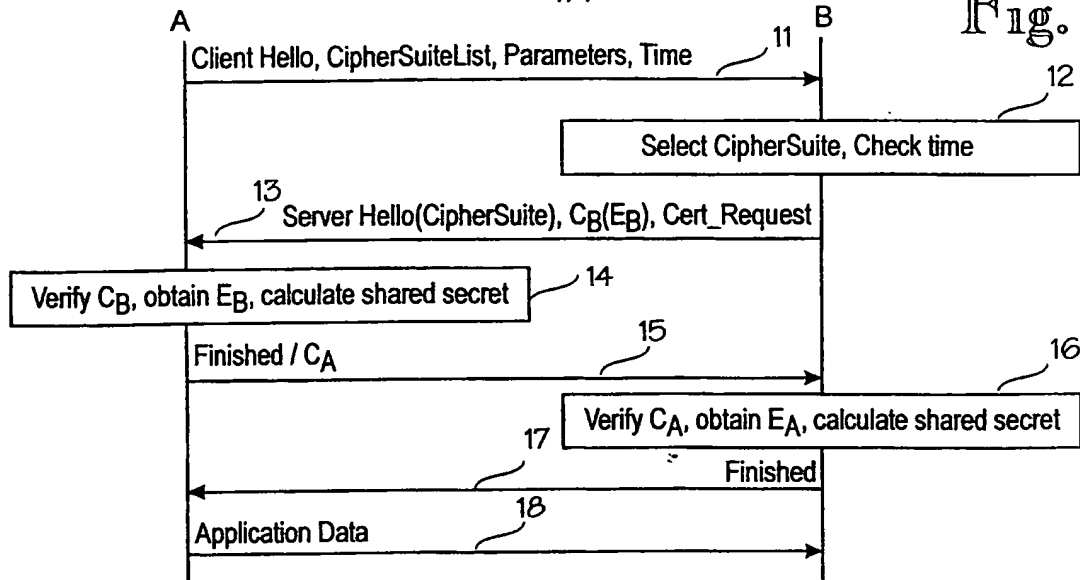 A
B
Fig.
Client Hello, CipherSuiteList, Parameters, Time
11
12
Select CipherSuite, Check time
13
Server Hello(CipherSuite), CB(EB), Cert_Request
Verify CB, obtain EB, calculate shared secret
14
Finished / CA
15
16
Verify CA, obtain EA, calculate shared secret
17
Finished
Application Data
18